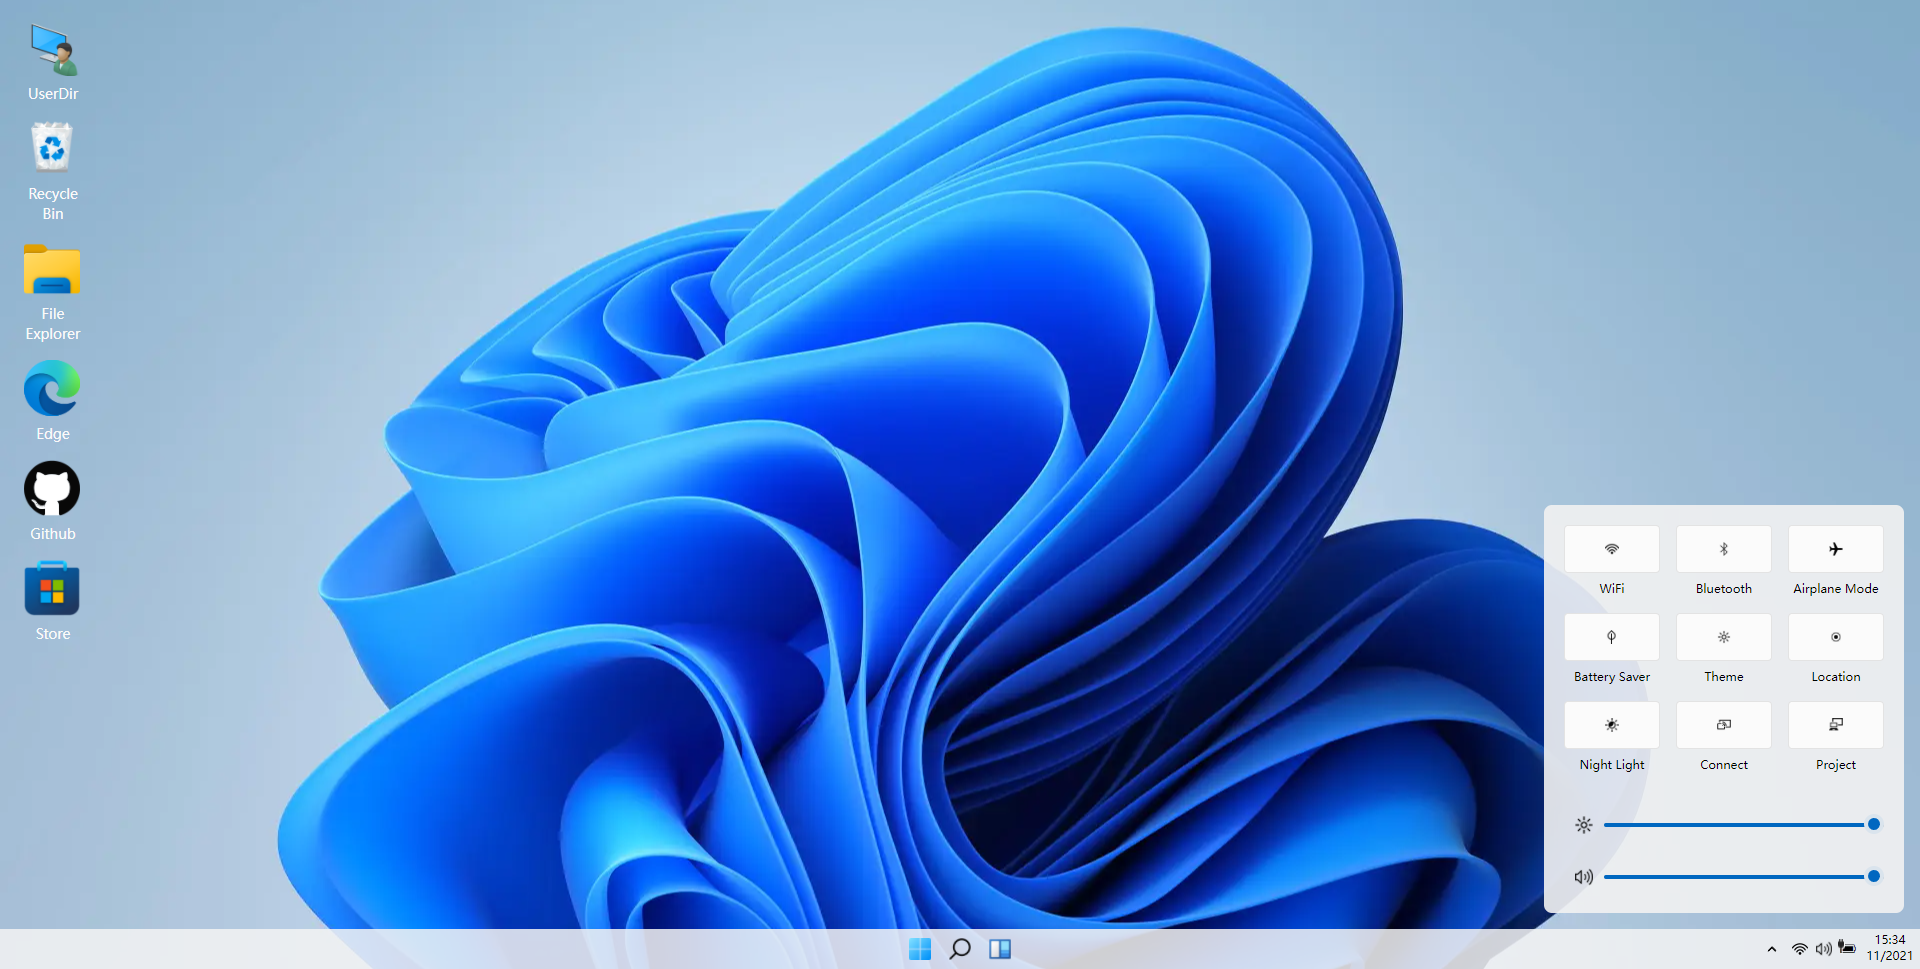 UserDir
Recycle
Bin
File
Explorer
Edge
Github
Store
WiFi
Bluetooth
Airplane Mode
Battery Saver
Theme
Location
Night Light
Connect
Project
15:34
11/2021